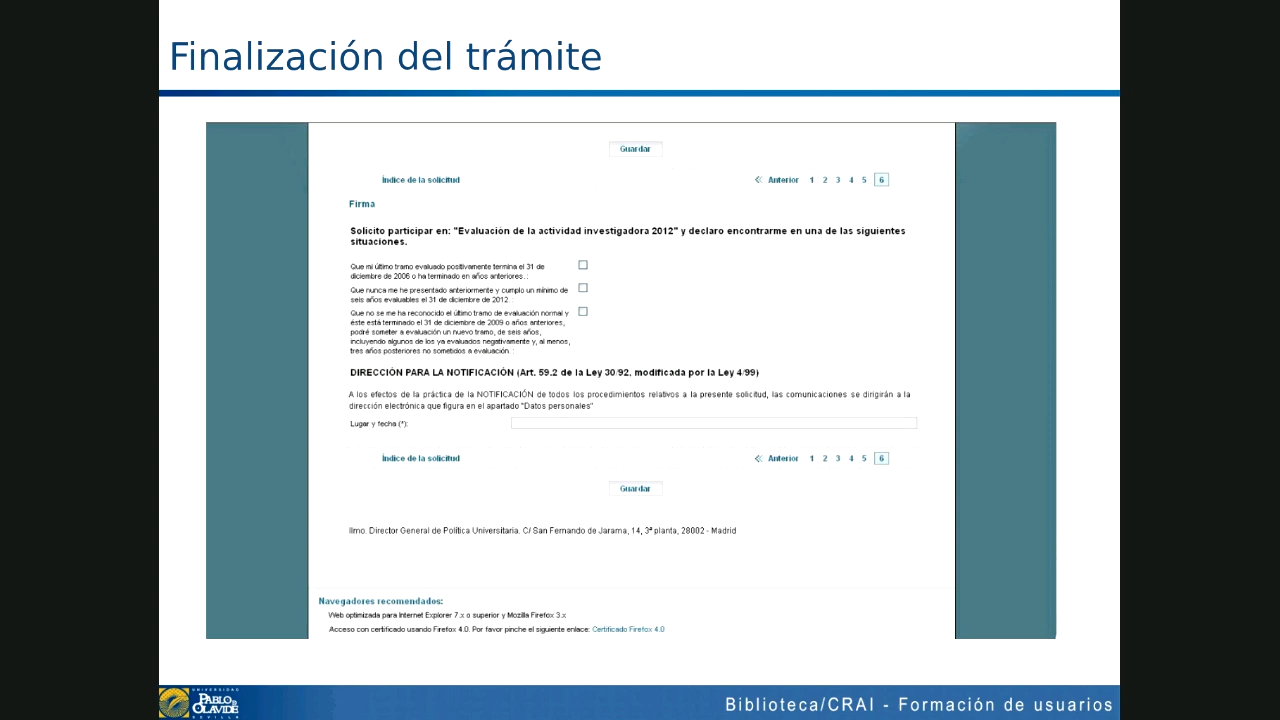 Finalización del trámite
Guardar
Índice de la solicitud
Anterior 1 2 3 4 5 6
Firma
Solicito participar en: "Evaluación de la actividad investigadora 2012" y declaro encontrarme en una de las siguientes
situaciones.
Que mi último tramo evaluado positivamente termina el 31 de
diciembre de 2006 o ha terminado en años anteriores. :
Que nunca me he presentado anteriormente y cumplo un mínimo de
seis años evaluables el 31 de diciembre de 2012. :
Que no se me ha reconocido el último tramo de evaluación normal y
éste está terminado el 31 de diciembre de 2009 o años anteriores,
podré someter a evaluación un nuevo tramo, de seis años,
incluyendo algunos de los ya evaluados negativamente y, al menos,
tres años posteriores no sometidos a evaluación. :
DIRECCIÓN PARA LA NOTIFICACIÓN (Art. 59.2 de la Ley 30/92, modificada por la Ley 4/99)
A los efectos de la práctica de la NOTIFICACIÓN de todos los procedimientos relativos a la presente solicitud, las comunicaciones se dirigirán a la
dirección electrónica que figura en el apartado "Datos personales"
Lugar y fecha (*):
Índice de la solicitud
Anterior 1 2 3 4 5 6
Guardar
Ilmo. Director General de Política Universitaria. C/ San Fernando de Jarama, 14, 3ª planta, 28002 - Madrid
Navegadores recomendados:
Web optimizada para Internet Explorer 7.x o superior y Mozilla Firefox 3.x
Acceso con certificado usando Firefox 4.0. Por favor pinche el siguiente enlace: Certificado Firefox 4.0
UNIVERSIDAD
PABLO DE
OLAVIDE
SEVILLA
Biblioteca/CRAI - Formación de usuarios